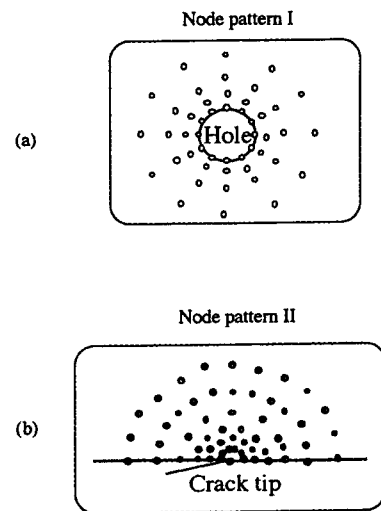 Node pattern I
(a)
Hole
Node pattern II
(b)
Crack tip